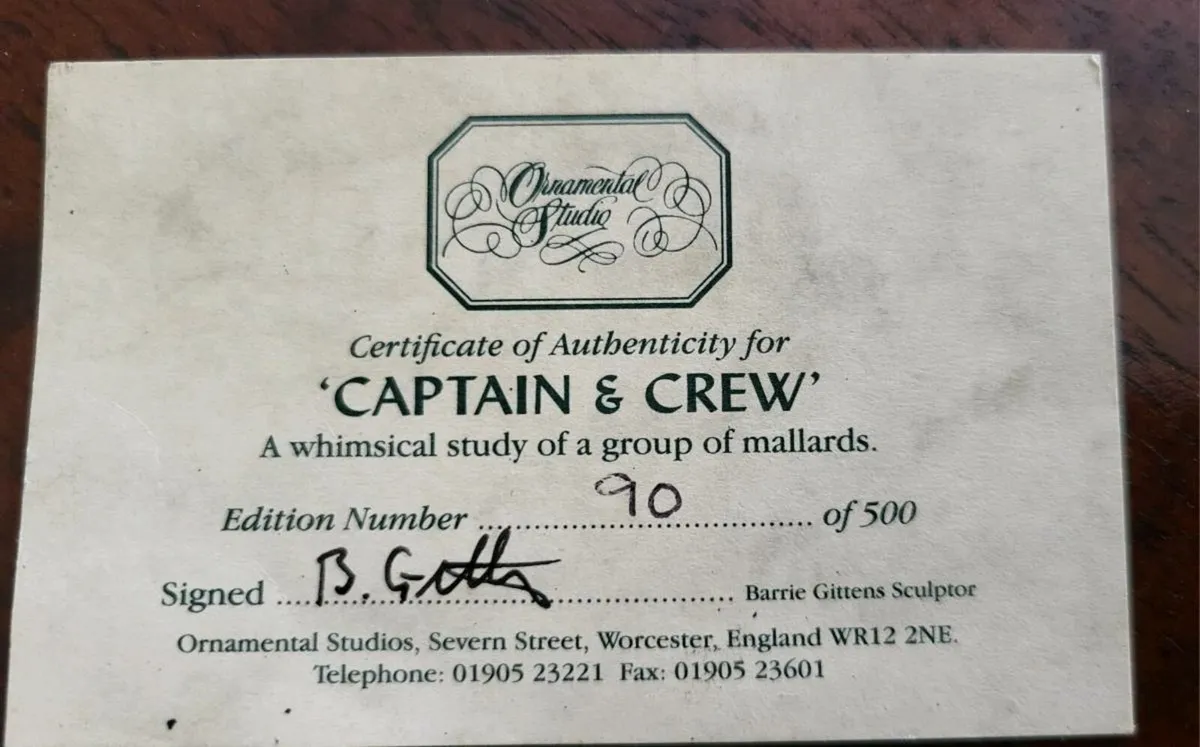 Ornamental
Studio
Certificate of Authenticity for
‘CAPTAIN & CREW’
A whimsical study of a group of mallards.
Edition Number ........90........ of 500
Signed ....B. Gittens.... Barrie Gittens Sculptor
Ornamental Studios, Severn Street, Worcester, England WR12 2NE.
Telephone: 01905 23221 Fax: 01905 23601